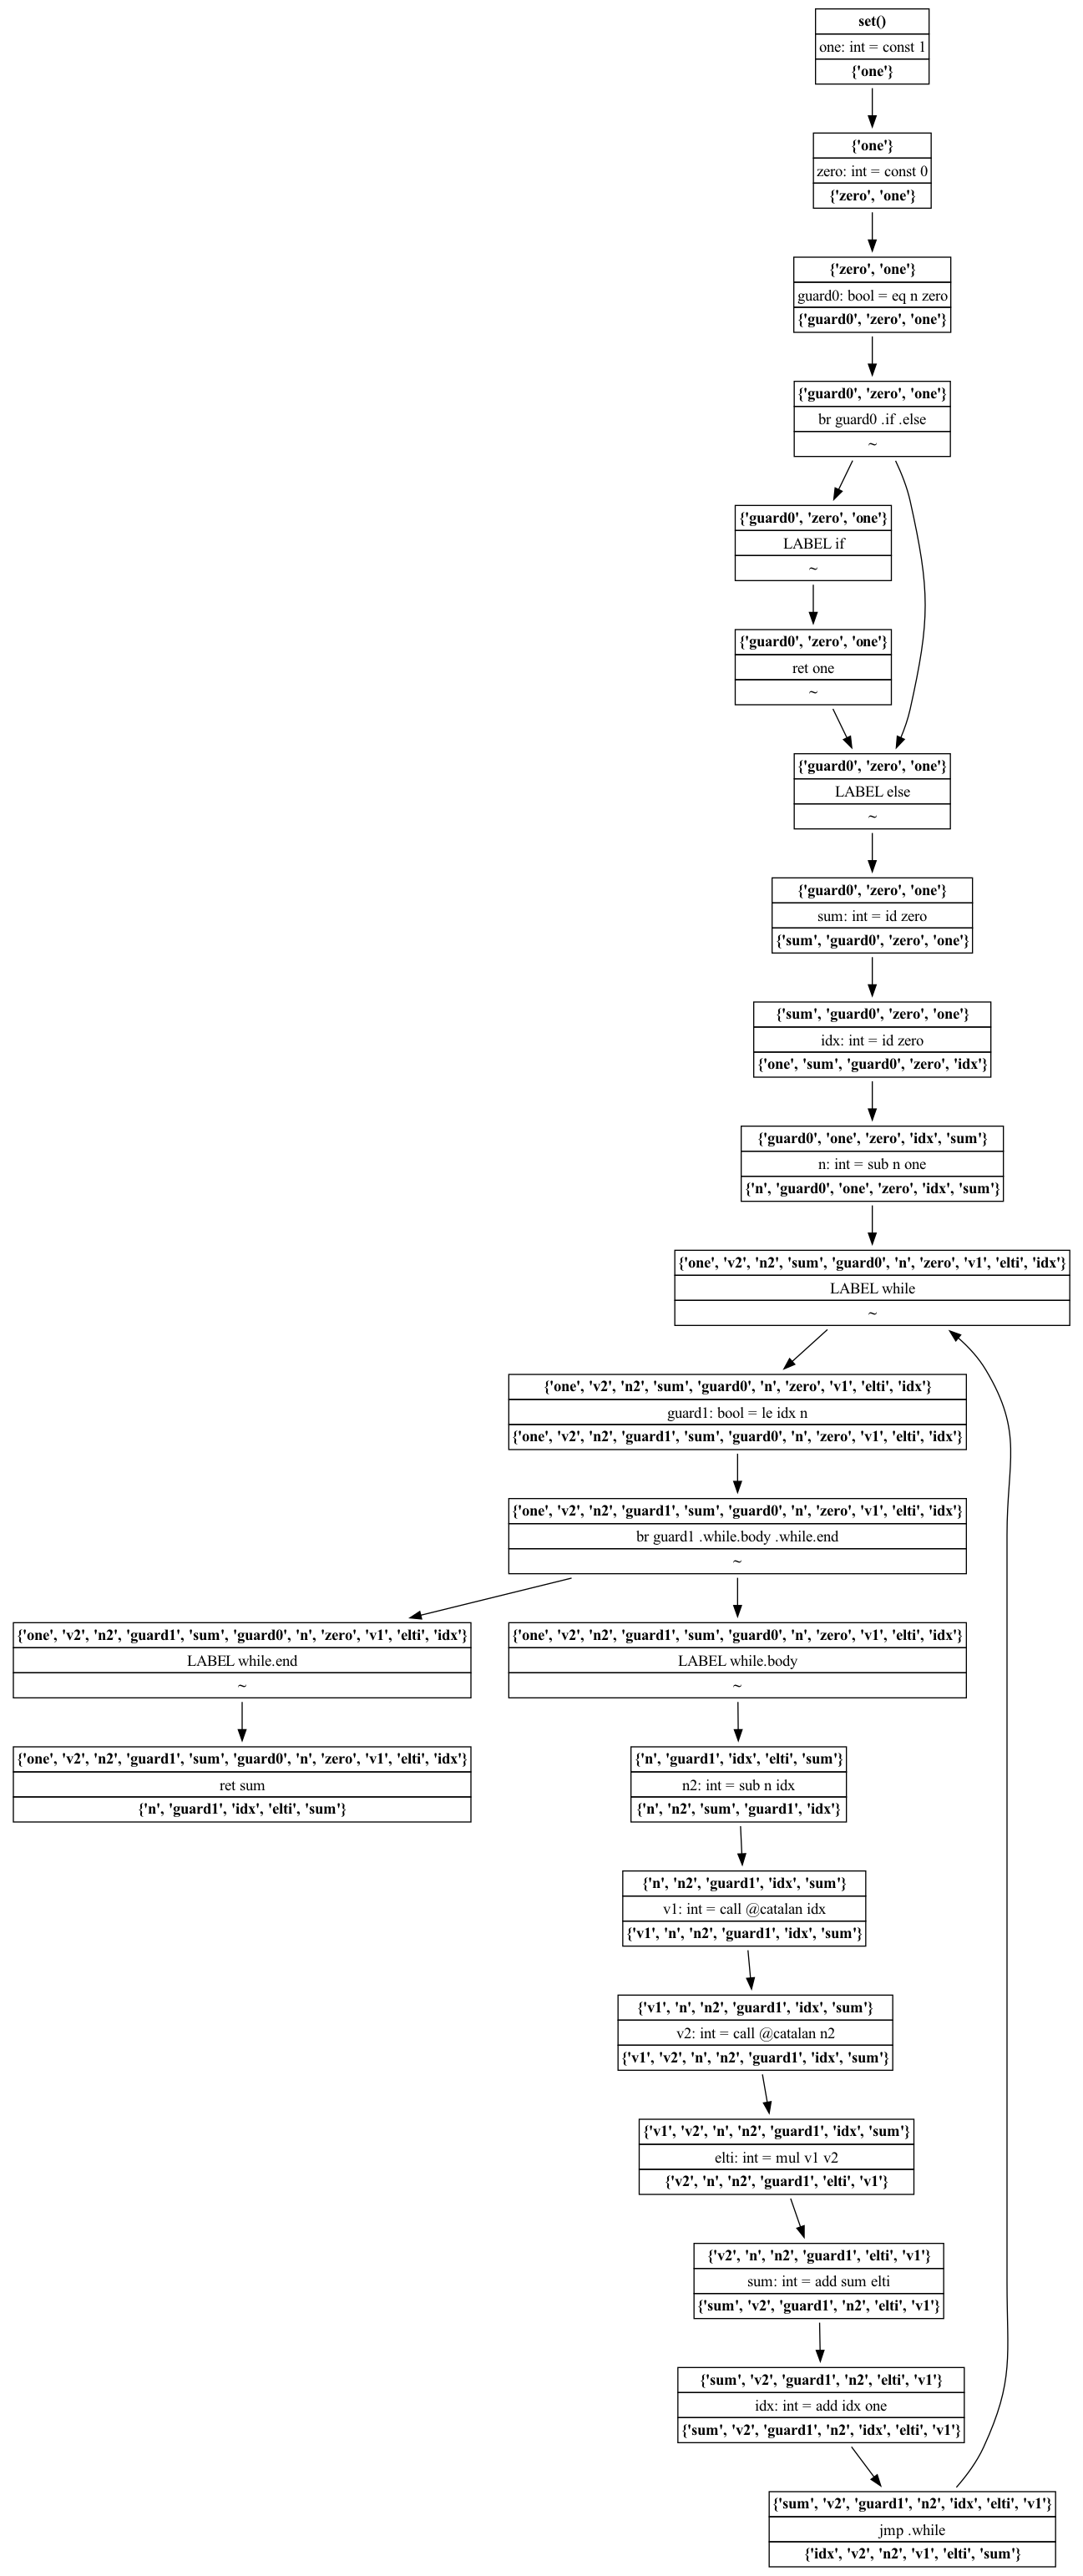 set()
one: int = const 1
{'one'}
{'one'}
zero: int = const 0
{'zero', 'one'}
{'zero', 'one'}
guard0: bool = eq n zero
{'guard0', 'zero', 'one'}
{'guard0', 'zero', 'one'}
br guard0 .if .else
~
{'guard0', 'zero', 'one'}
LABEL if
~
{'guard0', 'zero', 'one'}
ret one
~
{'guard0', 'zero', 'one'}
LABEL else
~
{'guard0', 'zero', 'one'}
sum: int = id zero
{'sum', 'guard0', 'zero', 'one'}
{'sum', 'guard0', 'zero', 'one'}
idx: int = id zero
{'one', 'sum', 'guard0', 'zero', 'idx'}
{'guard0', 'one', 'zero', 'idx', 'sum'}
n: int = sub n one
{'n', 'guard0', 'one', 'zero', 'idx', 'sum'}
{'one', 'v2', 'n2', 'sum', 'guard0', 'n', 'zero', 'v1', 'elti', 'idx'}
LABEL while
~
{'one', 'v2', 'n2', 'sum', 'guard0', 'n', 'zero', 'v1', 'elti', 'idx'}
guard1: bool = le idx n
{'one', 'v2', 'n2', 'guard1', 'sum', 'guard0', 'n', 'zero', 'v1', 'elti', 'idx'}
{'one', 'v2', 'n2', 'guard1', 'sum', 'guard0', 'n', 'zero', 'v1', 'elti', 'idx'}
br guard1 .while.body .while.end
~
{'one', 'v2', 'n2', 'guard1', 'sum', 'guard0', 'n', 'zero', 'v1', 'elti', 'idx'}
LABEL while.end
~
{'one', 'v2', 'n2', 'guard1', 'sum', 'guard0', 'n', 'zero', 'v1', 'elti', 'idx'}
LABEL while.body
~
{'one', 'v2', 'n2', 'guard1', 'sum', 'guard0', 'n', 'zero', 'v1', 'elti', 'idx'}
ret sum
{'n', 'guard1', 'idx', 'elti', 'sum'}
{'n', 'guard1', 'idx', 'elti', 'sum'}
n2: int = sub n idx
{'n', 'n2', 'sum', 'guard1', 'idx'}
{'n', 'n2', 'guard1', 'idx', 'sum'}
v1: int = call @catalan idx
{'v1', 'n', 'n2', 'guard1', 'idx', 'sum'}
{'v1', 'n', 'n2', 'guard1', 'idx', 'sum'}
v2: int = call @catalan n2
{'v1', 'v2', 'n', 'n2', 'guard1', 'idx', 'sum'}
{'v1', 'v2', 'n', 'n2', 'guard1', 'idx', 'sum'}
elti: int = mul v1 v2
{'v2', 'n', 'n2', 'guard1', 'elti', 'v1'}
{'v2', 'n', 'n2', 'guard1', 'elti', 'v1'}
sum: int = add sum elti
{'sum', 'v2', 'guard1', 'n2', 'elti', 'v1'}
{'sum', 'v2', 'guard1', 'n2', 'elti', 'v1'}
idx: int = add idx one
{'sum', 'v2', 'guard1', 'n2', 'idx', 'elti', 'v1'}
{'sum', 'v2', 'guard1', 'n2', 'idx', 'elti', 'v1'}
jmp .while
{'idx', 'v2', 'n2', 'v1', 'elti', 'sum'}